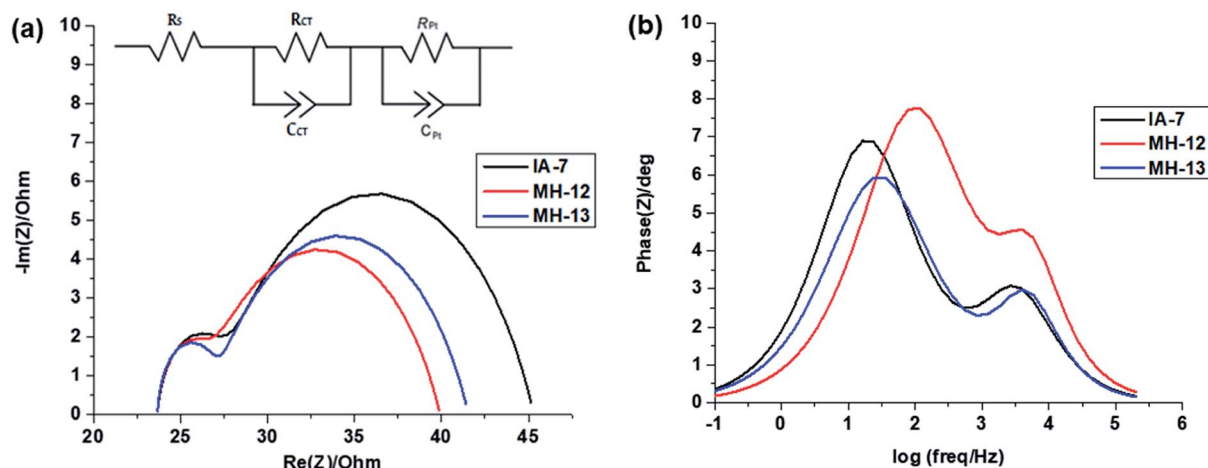 (a)
Rs
RCT
RPt
CCT
CPt
10
9
8
7
6
5
4
3
2
1
0
-Im(Z)/Ohm
IA-7
MH-12
MH-13
20 25 30 35 40 45
Re(Z)/Ohm
(b)
10
9
8
7
6
5
4
3
2
1
0
Phase(Z)/deg
IA-7
MH-12
MH-13
-1 0 1 2 3 4 5 6
log (freq/Hz)